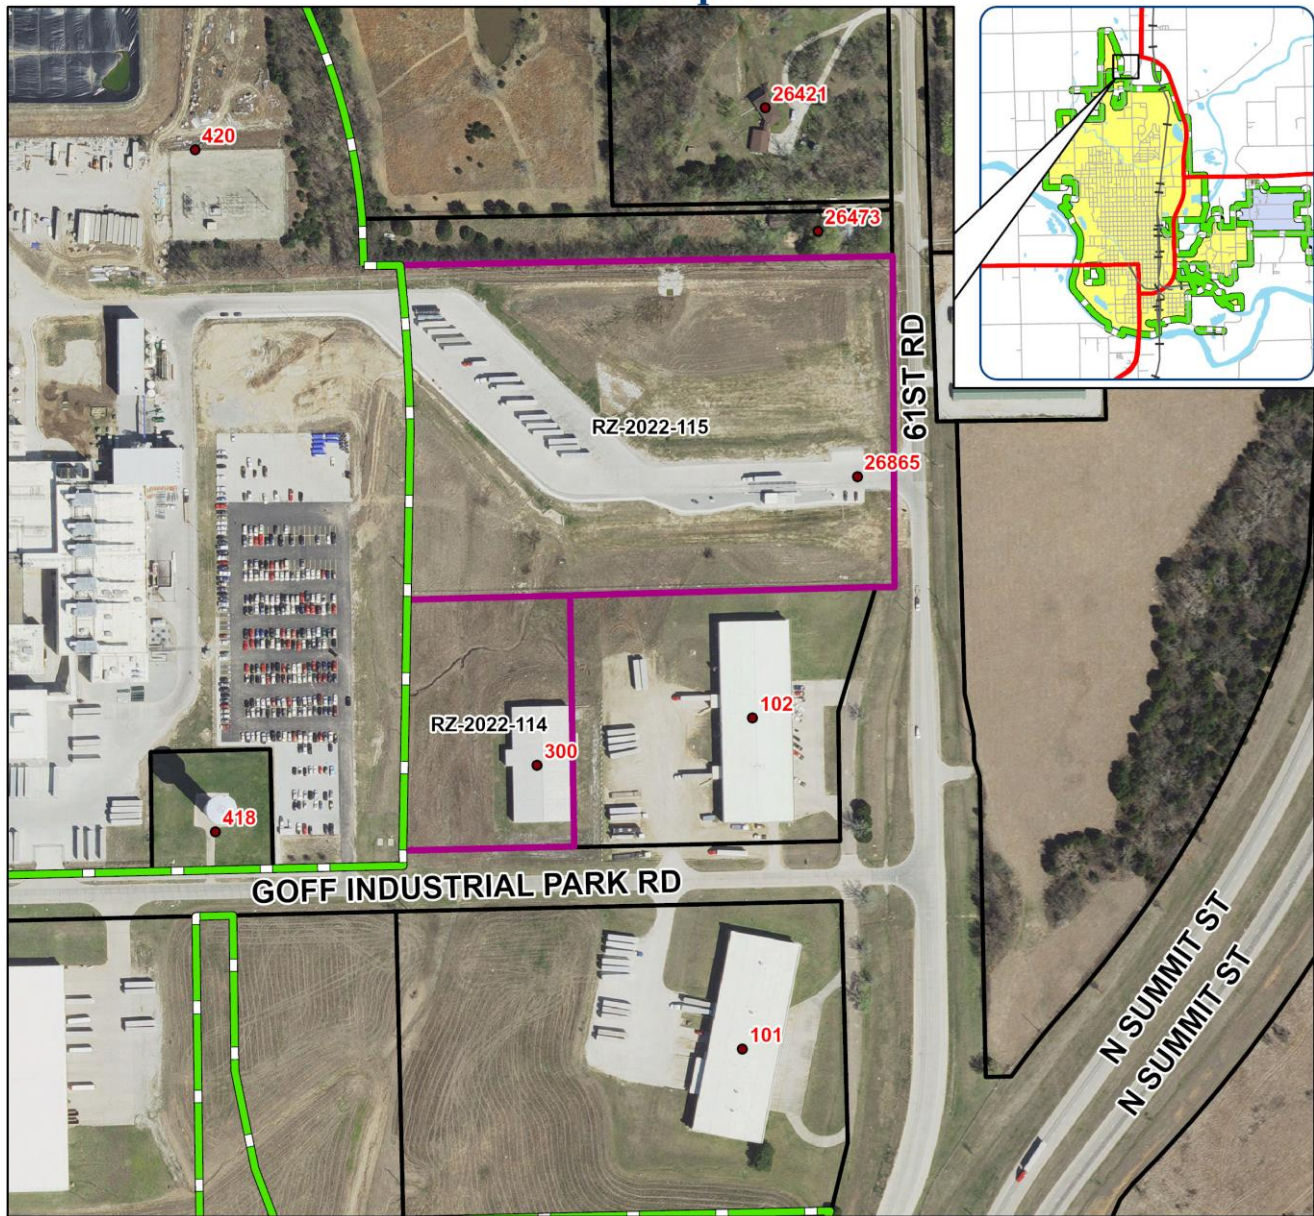 26421
420
26473
61ST RD
RZ-2022-115
26865
102
RZ-2022-114
300
418
GOFF INDUSTRIAL PARK RD
N SUMMIT ST
N SUMMIT ST
101